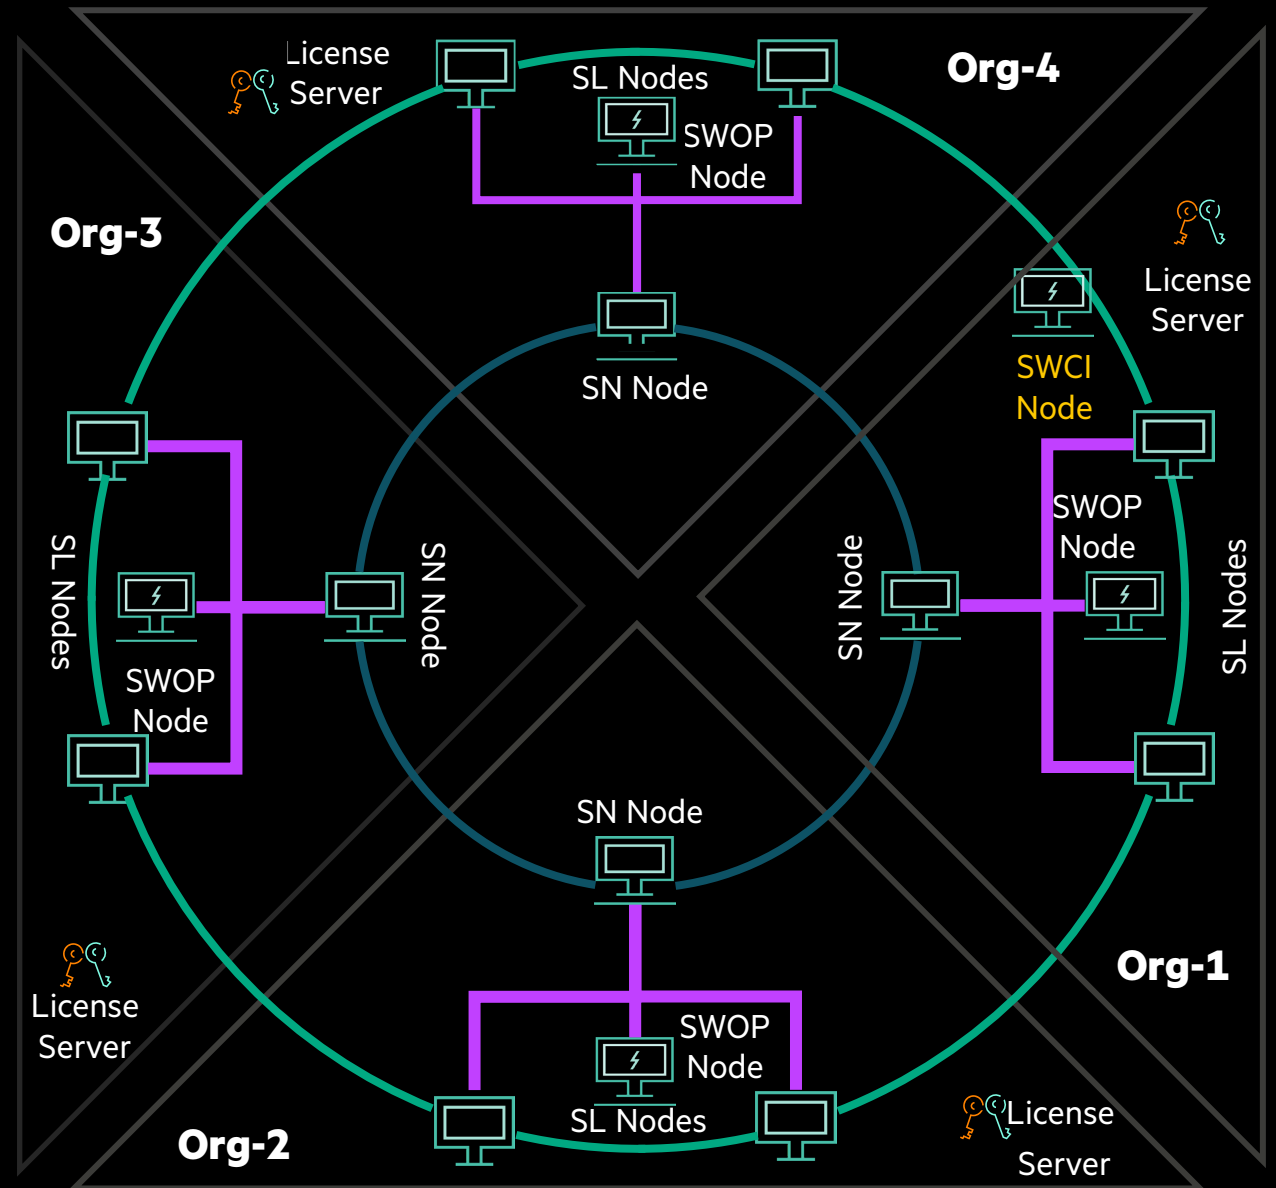 License
Server
Org-4
SL Nodes
SWOP
Node
Org-3
License
Server
SN Node
SWCI
Node
SL Nodes
SWOP
Node
SN Node
SN Node
SWOP
Node
SL Nodes
SN Node
License
Server
Org-1
SWOP
Node
SL Nodes
Org-2
License
Server